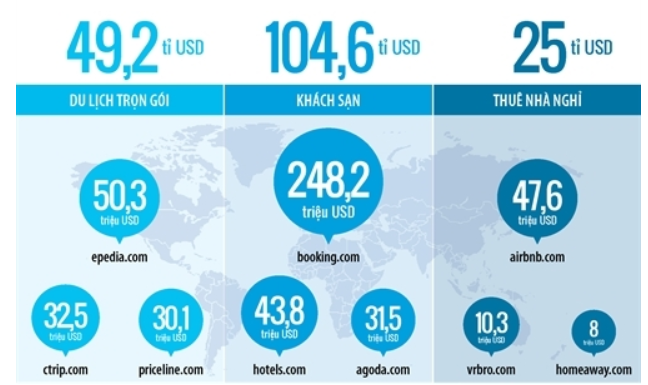 49,2 tỉ USD
104,6 tỉ USD
25 tỉ USD
DU LỊCH TRỌN GÓI
KHÁCH SẠN
THUÊ NHÀ NGHỈ
50,3
triệu USD
epedia.com
248,2
triệu USD
booking.com
47,6
triệu USD
airbnb.com
32,5
triệu USD
ctrip.com
30,1
triệu USD
priceline.com
43,8
triệu USD
hotels.com
31,5
triệu USD
agoda.com
10,3
triệu USD
vrbro.com
8
triệu USD
homeaway.com